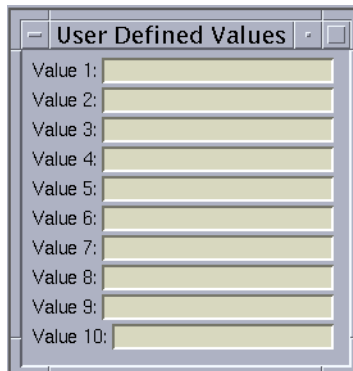 User Defined Values
Value 1:
Value 2:
Value 3:
Value 4:
Value 5:
Value 6:
Value 7:
Value 8:
Value 9:
Value 10: